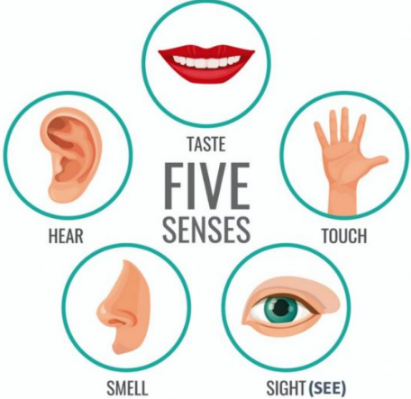 TASTE
FIVE
SENSES
HEAR
TOUCH
SMELL
SIGHT (SEE)